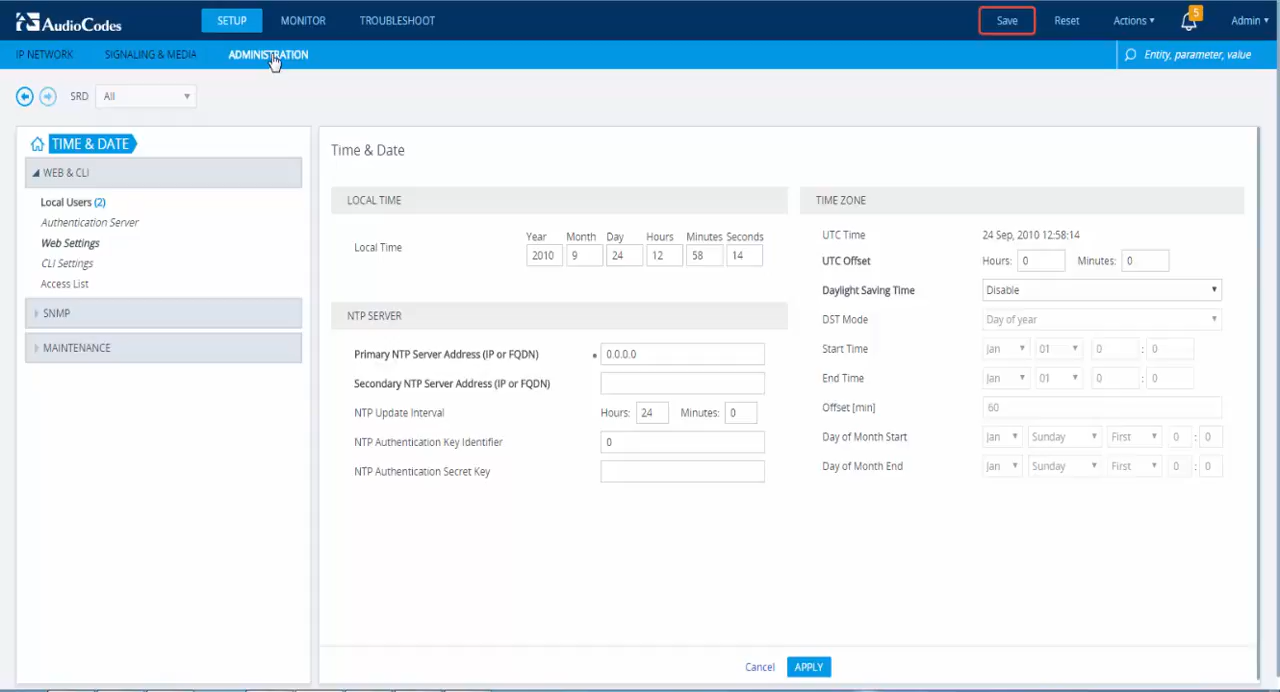 AudioCodes SETUP MONITOR TROUBLESHOOT Save Reset Actions 5 Admin
IP NETWORK SIGNALING & MEDIA ADMINISTRATION Entity, parameter, value
SRD All
TIME & DATE
WEB & CLI
Local Users (2)
Authentication Server
Web Settings
CLI Settings
Access List
SNMP
MAINTENANCE
Time & Date
LOCAL TIME
Year Month Day Hours Minutes Seconds
Local Time 2010 9 24 12 58 14
NTP SERVER
Primary NTP Server Address (IP or FQDN) 0.0.0.0
Secondary NTP Server Address (IP or FQDN)
NTP Update Interval Hours: 24 Minutes: 0
NTP Authentication Key Identifier 0
NTP Authentication Secret Key
TIME ZONE
UTC Time 24 Sep, 2010 12:58:14
UTC Offset Hours: 0 Minutes: 0
Daylight Saving Time Disable
DST Mode Day of year
Start Time Jan 01 0 : 0
End Time Jan 01 0 : 0
Offset [min] 60
Day of Month Start Jan Sunday First 0 : 0
Day of Month End Jan Sunday First 0 : 0
Cancel APPLY